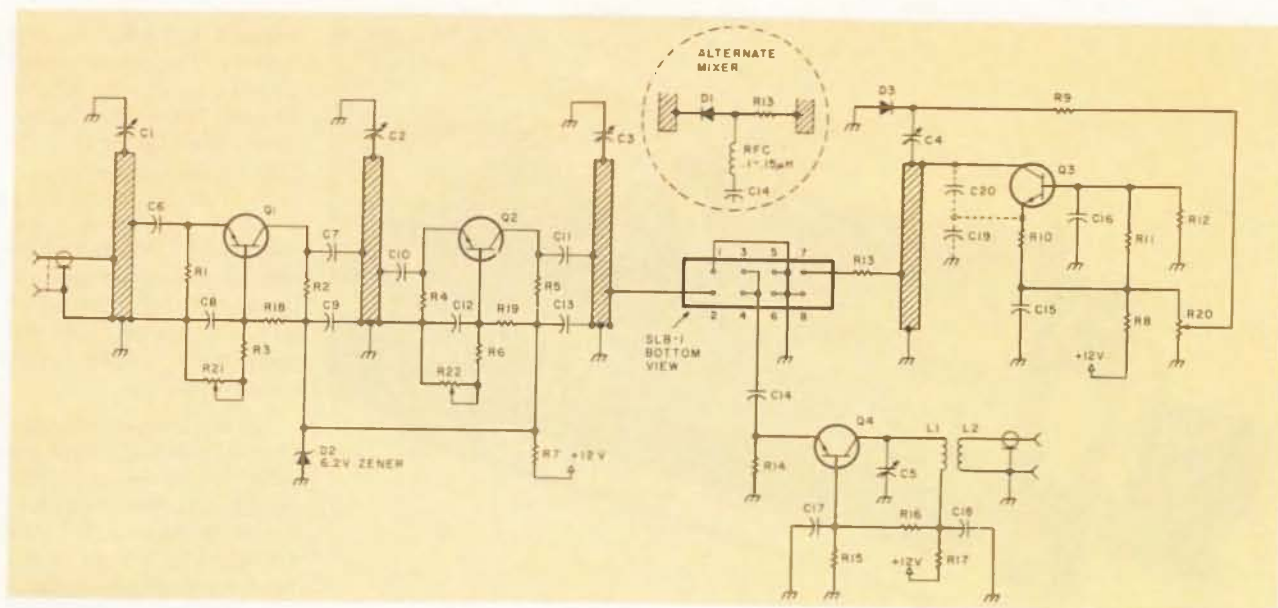 ALTERNATE
MIXER
D1
R13
RFC
.1-.15µH
C14
C1
C2
C3
D3
R9
C4
C6
Q1
C7
C10
Q2
C11
C20
Q3
C19
R10
C16
R11
R12
R1
R2
R4
R5
1 3 5 7
R13
C8
R18
C9
C12
R19
C13
2 4 6 8
C15
R8
R20
R3
R6
SLB-1
BOTTOM
VIEW
+12V
R21
R22
C14
D2
6.2V ZENER
R7
+12V
Q4
L1
L2
R14
C5
C17
R16
C18
R15
+12V
R17